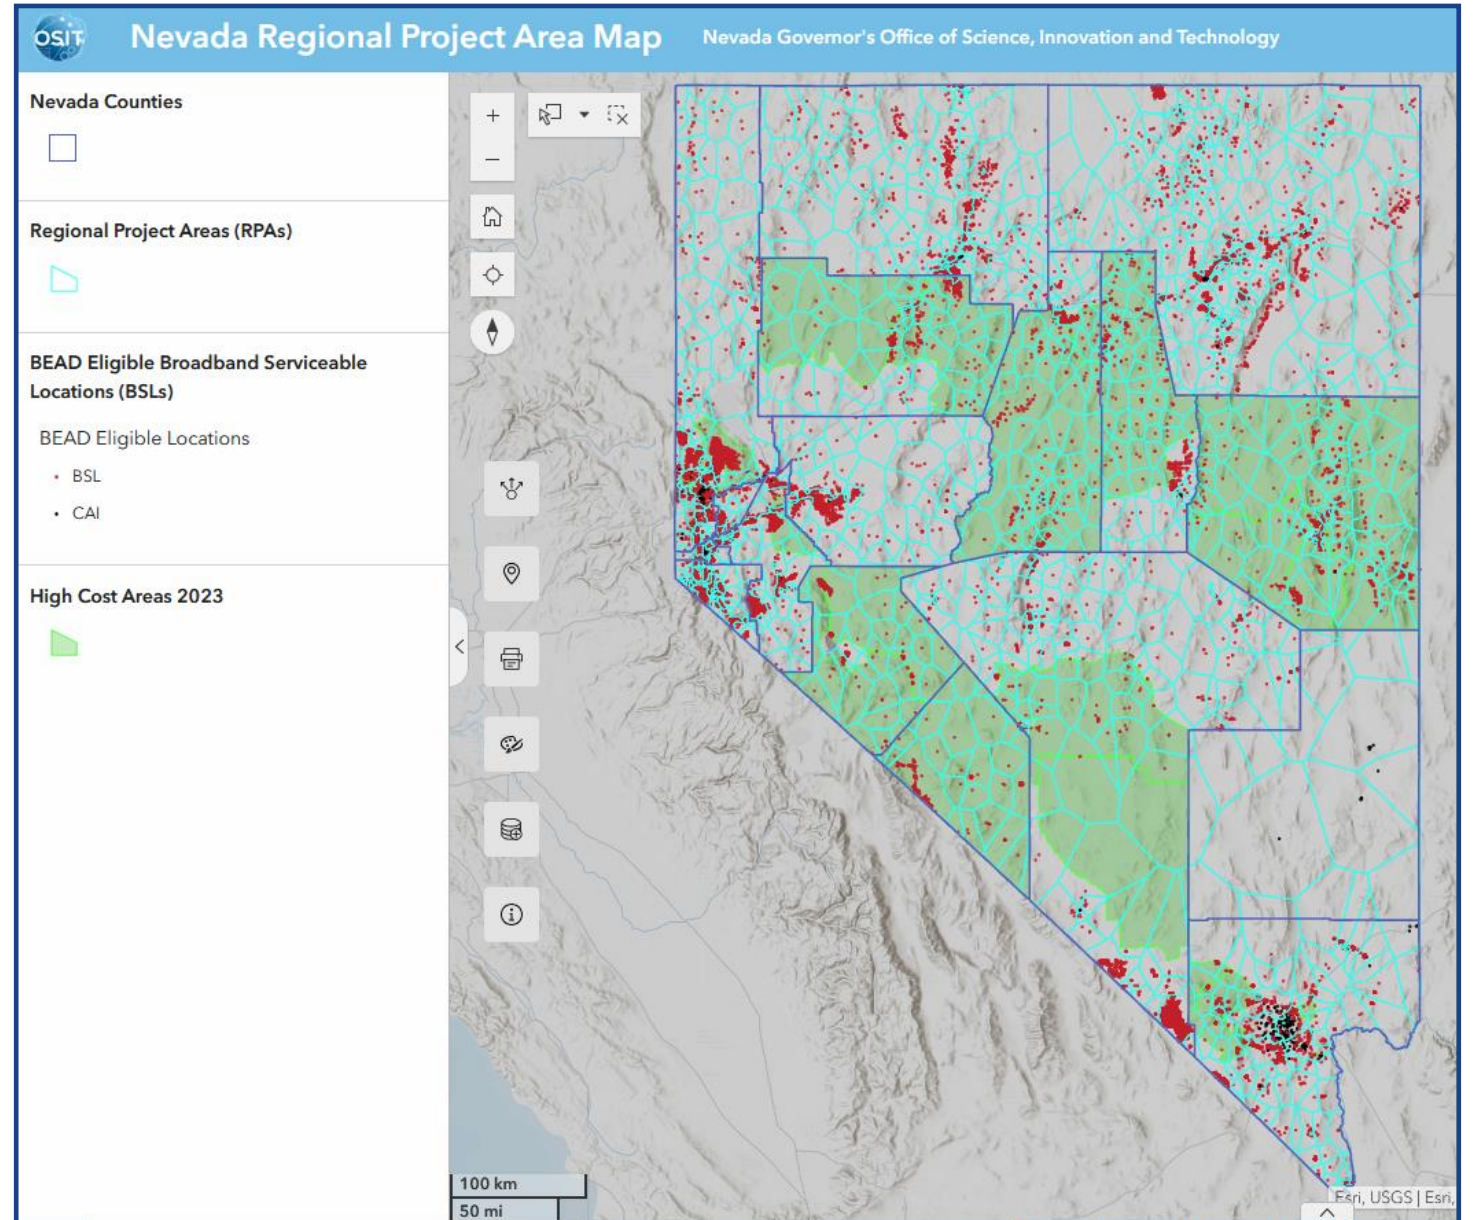 OSIT
Nevada Regional Project Area Map
Nevada Governor's Office of Science, Innovation and Technology
Nevada Counties
Regional Project Areas (RPAs)
BEAD Eligible Broadband Serviceable
Locations (BSLs)
BEAD Eligible Locations
BSL
CAI
High Cost Areas 2023
100 km
50 mi
Esri, USGS | Esri,